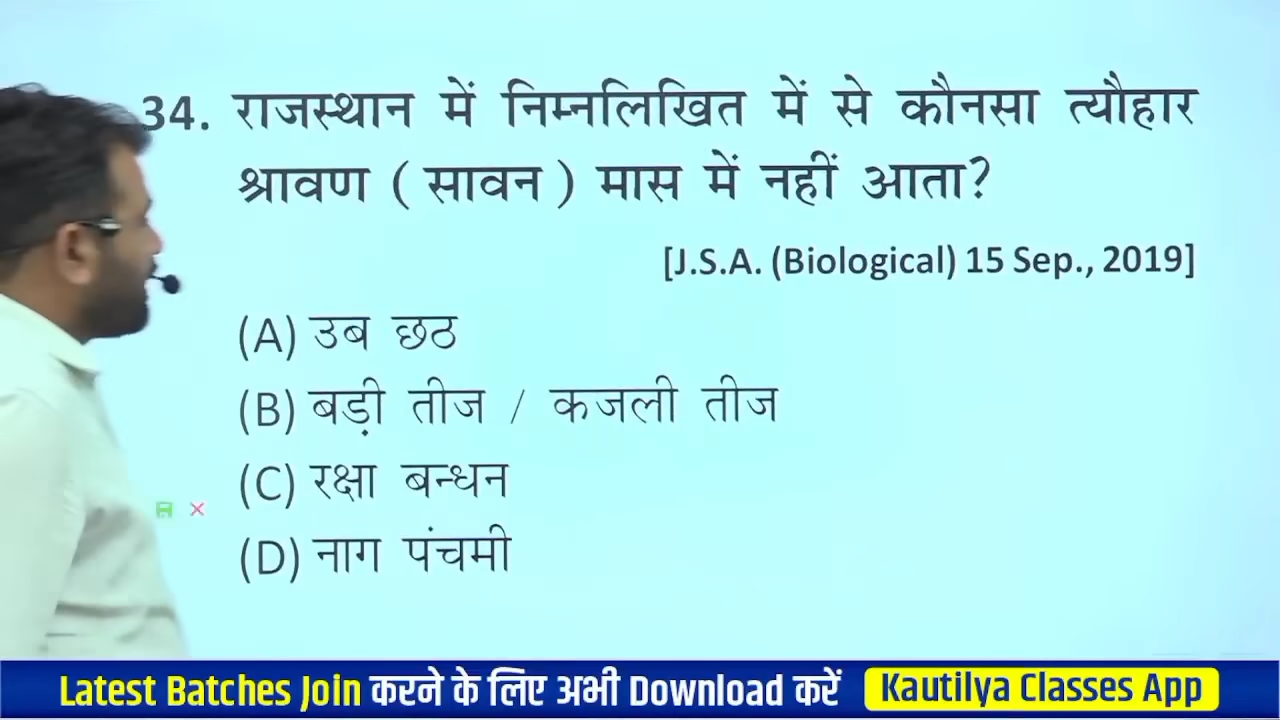 34. राजस्थान में निम्नलिखित में से कौनसा त्यौहार
श्रावण ( सावन ) मास में नहीं आता?
[J.S.A. (Biological) 15 Sep., 2019]
(A) उब छठ
(B) बड़ी तीज / कजली तीज
(C) रक्षा बन्धन
(D) नाग पंचमी
Latest Batches Join करने के लिए अभी Download करें Kautilya Classes App